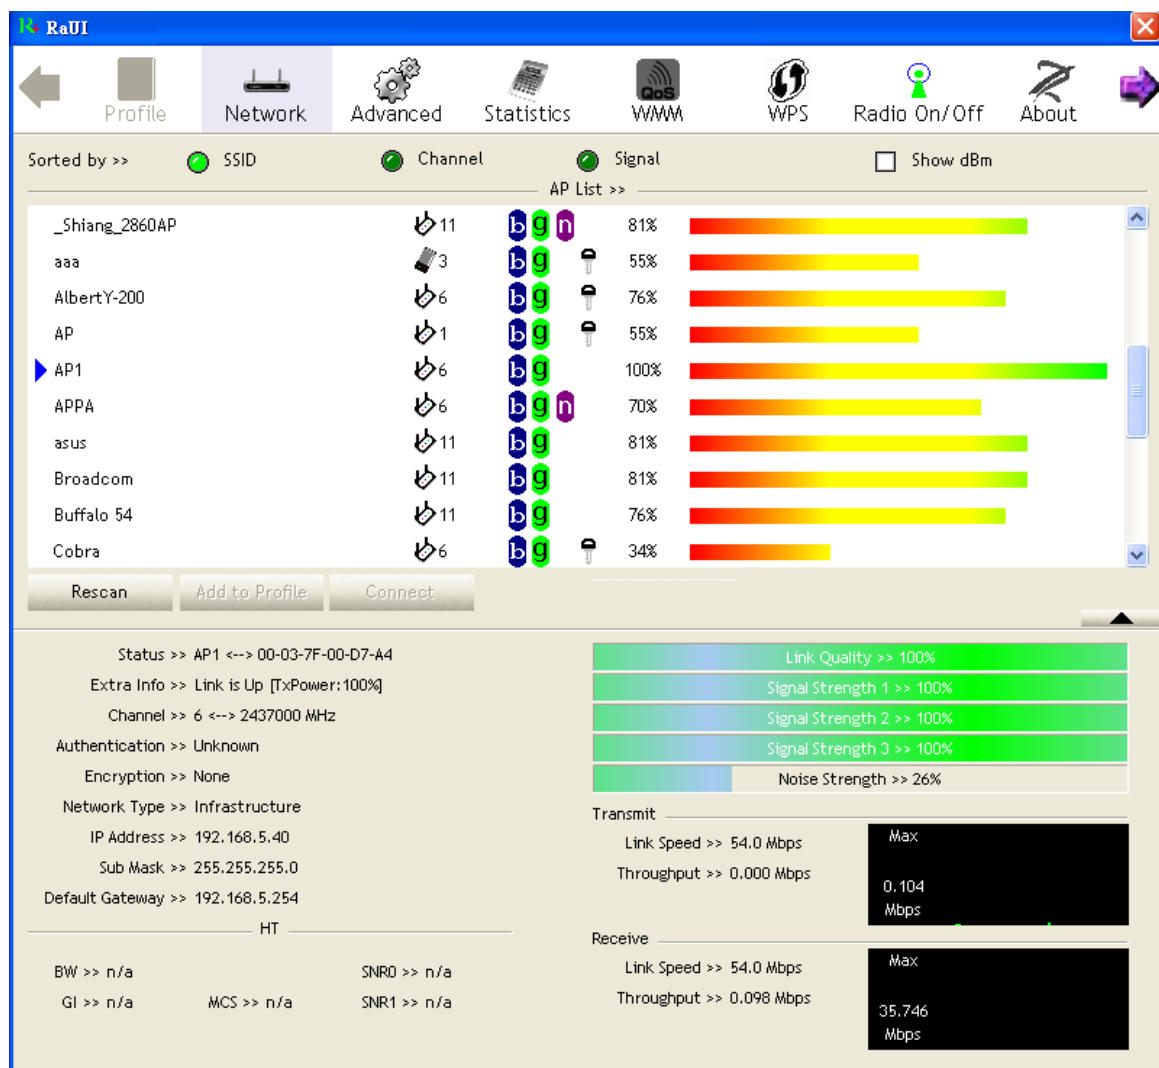 RaUI
Profile Network Advanced Statistics QoS WMM WPS Radio On/Off About
Sorted by >> SSID Channel Signal Show dBm
AP List >>
_Shiang_2860AP 11 b g n 81%
aaa 3 b g 55%
AlbertY-200 6 b g 76%
AP 1 b g 55%
AP1 6 b g 100%
APPA 6 b g n 70%
asus 11 b g 81%
Broadcom 11 b g 81%
Buffalo 54 11 b g 76%
Cobra 6 b g 34%
Rescan Add to Profile Connect
Status >> AP1 <--> 00-03-7F-00-D7-A4
Extra Info >> Link is Up [TxPower:100%]
Channel >> 6 <--> 2437000 MHz
Authentication >> Unknown
Encryption >> None
Network Type >> Infrastructure
IP Address >> 192.168.5.40
Sub Mask >> 255.255.255.0
Default Gateway >> 192.168.5.254
HT
BW >> n/a SNR0 >> n/a
GI >> n/a MCS >> n/a SNR1 >> n/a
Link Quality >> 100%
Signal Strength 1 >> 100%
Signal Strength 2 >> 100%
Signal Strength 3 >> 100%
Noise Strength >> 26%
Transmit
Link Speed >> 54.0 Mbps
Throughput >> 0.000 Mbps
Max
0.104
Mbps
Receive
Link Speed >> 54.0 Mbps
Throughput >> 0.098 Mbps
Max
35.746
Mbps